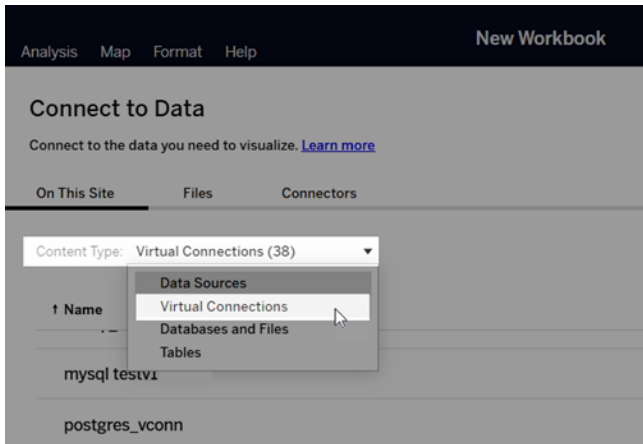 New Workbook
Analysis Map Format Help
Connect to Data
Connect to the data you need to visualize. Learn more
On This Site Files Connectors
Content Type: Virtual Connections (38)
Data Sources
Virtual Connections
↑ Name
Databases and Files
Tables
mysql testv1
postgres_vconn